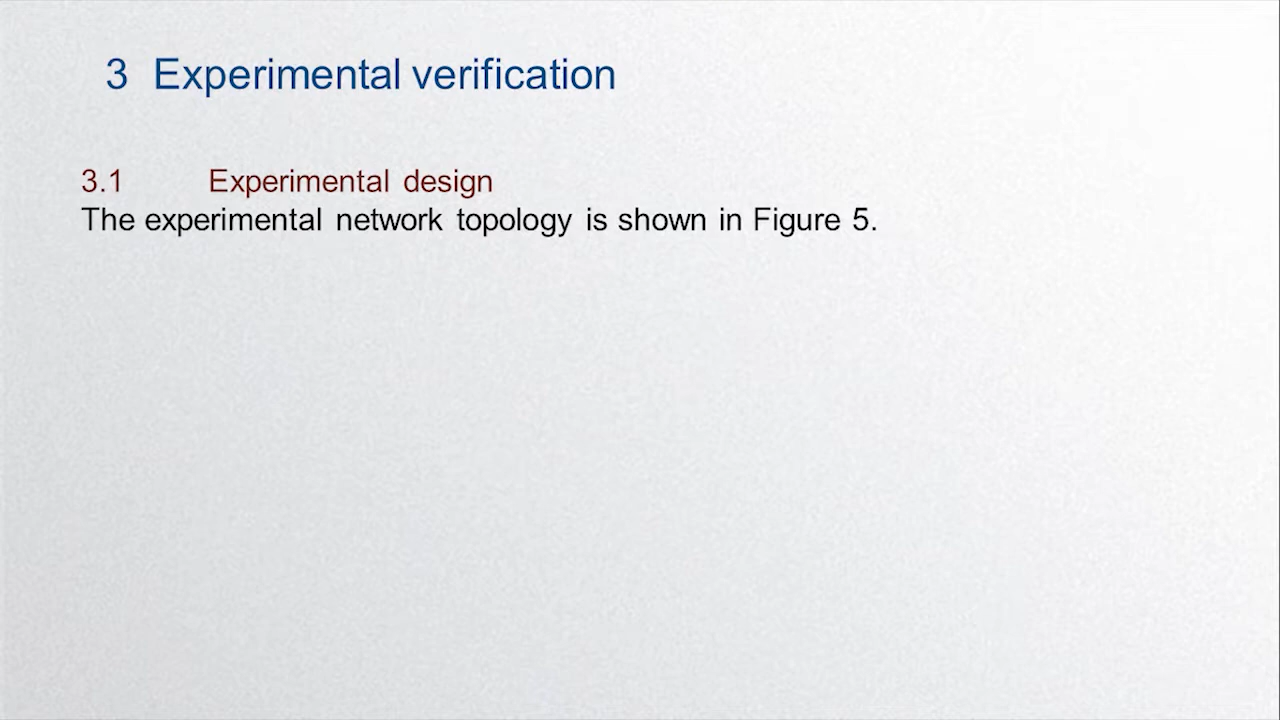 3 Experimental verification
3.1 Experimental design
The experimental network topology is shown in Figure 5.